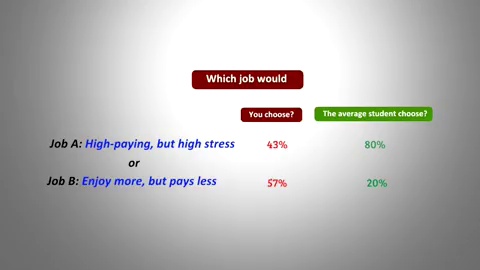 Which job would
You choose?
The average student choose?
Job A: High-paying, but high stress 43% 80%
or
Job B: Enjoy more, but pays less 57% 20%